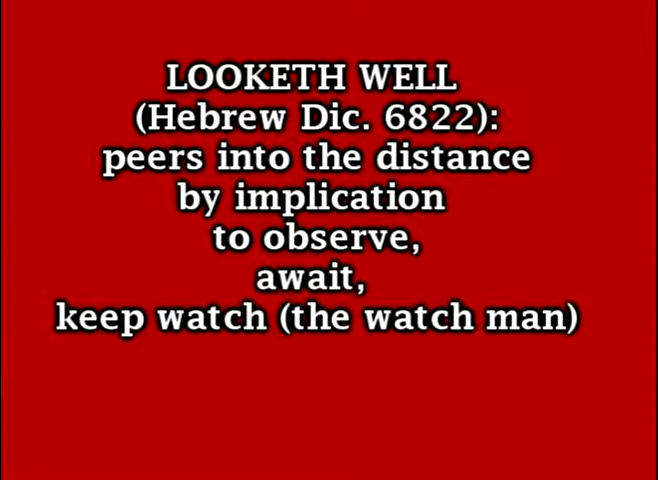 LOOKETH WELL
(Hebrew Dic. 6822):
peers into the distance
by implication
to observe,
await,
keep watch (the watch man)